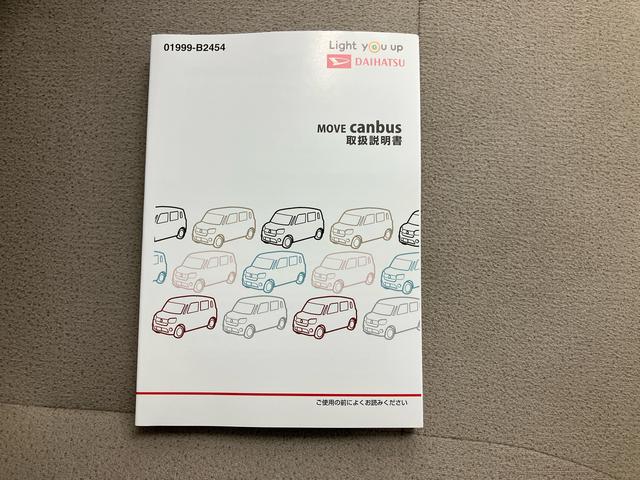 01999-B2454
Light you up
DAIHATSU
MOVE canbus
取扱説明書
ご使用の前によくお読みください